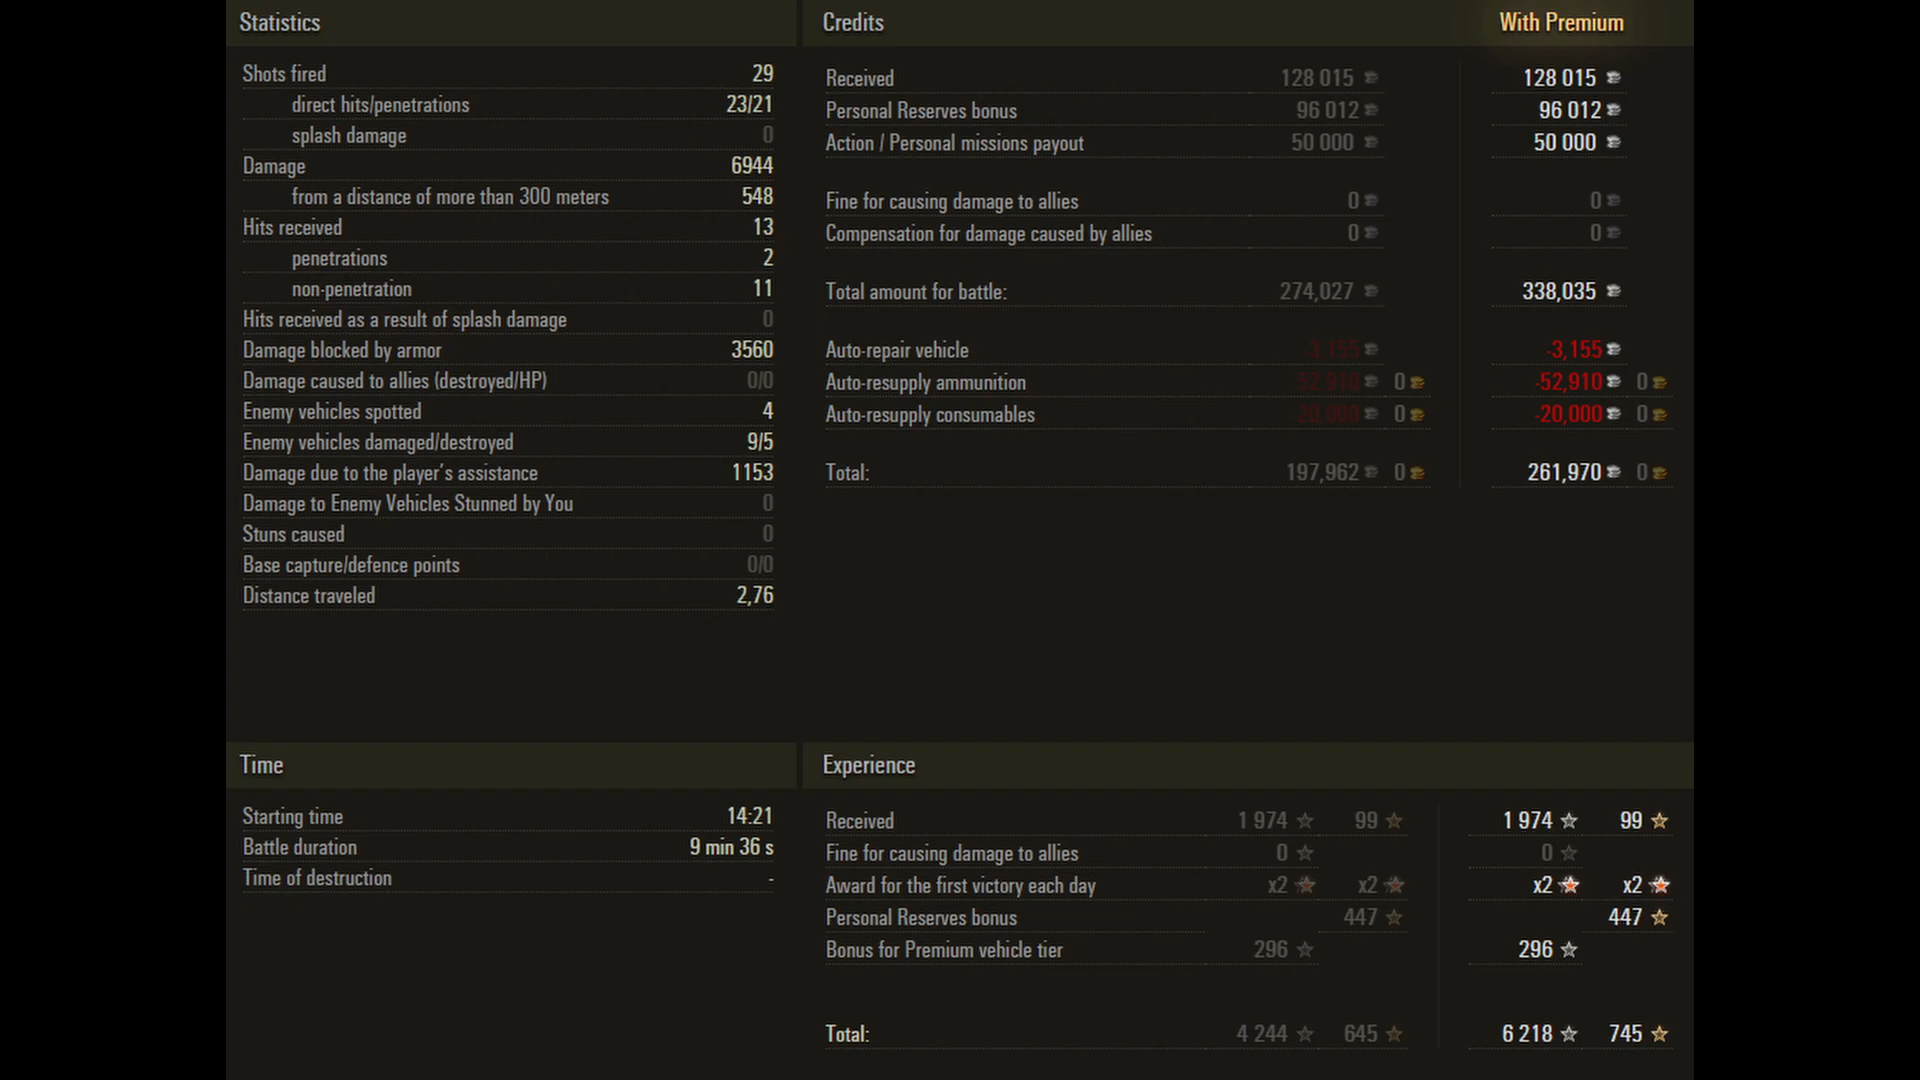 Statistics
Shots fired 29
direct hits/penetrations 23/21
splash damage 0
Damage 6944
from a distance of more than 300 meters 548
Hits received 13
penetrations 2
non-penetration 11
Hits received as a result of splash damage 0
Damage blocked by armor 3560
Damage caused to allies (destroyed/HP) 0/0
Enemy vehicles spotted 4
Enemy vehicles damaged/destroyed 9/5
Damage due to the player's assistance 1153
Damage to Enemy Vehicles Stunned by You 0
Stuns caused 0
Base capture/defence points 0/0
Distance traveled 2,76
Credits With Premium
Received 128 015 128 015
Personal Reserves bonus 96 012 96 012
Action / Personal missions payout 50 000 50 000
Fine for causing damage to allies 0 0
Compensation for damage caused by allies 0 0
Total amount for battle: 274,027 338,035
Auto-repair vehicle -3,155 -3,155
Auto-resupply ammunition -52,910 0 -52,910 0
Auto-resupply consumables -20,000 0 -20,000 0
Total: 197,962 0 261,970 0
Time
Starting time 14:21
Battle duration 9 min 36 s
Time of destruction -
Experience
Received 1 974 99 1 974 99
Fine for causing damage to allies 0 0
Award for the first victory each day x2 x2 x2 x2
Personal Reserves bonus 447 447
Bonus for Premium vehicle tier 296 296
Total: 4 244 645 6 218 745